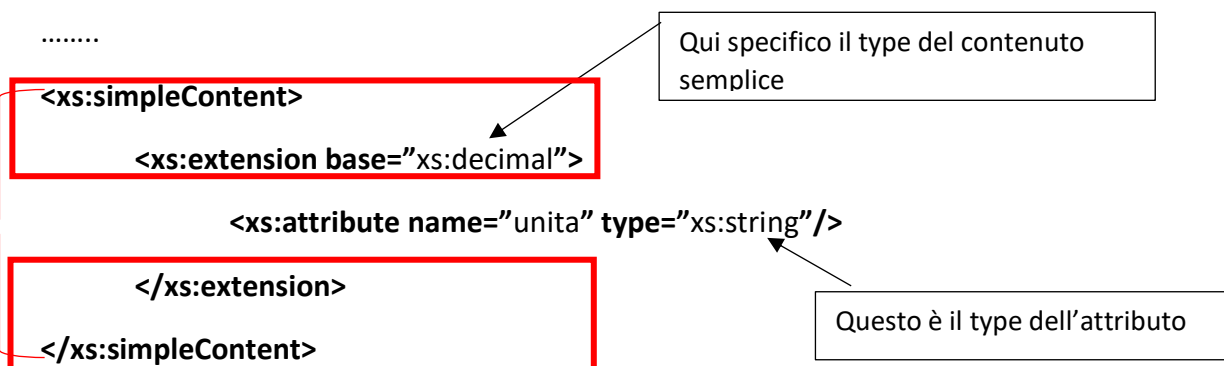 ........
Qui specifico il type del contenuto
semplice
<xs:simpleContent>
<xs:extension base=”xs:decimal”>
<xs:attribute name=”unita” type=”xs:string”/>
</xs:extension>
Questo è il type dell’attributo
</xs:simpleContent>